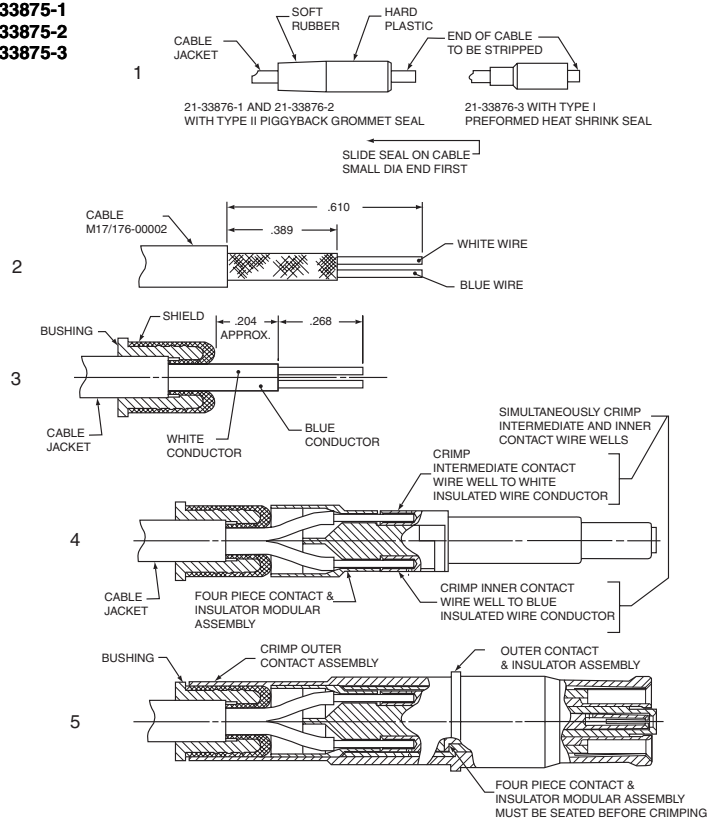 33875-1
33875-2
33875-3
1
CABLE
JACKET
SOFT
RUBBER
HARD
PLASTIC
END OF CABLE
TO BE STRIPPED
21-33876-1 AND 21-33876-2
WITH TYPE II PIGGYBACK GROMMET SEAL
21-33876-3 WITH TYPE I
PREFORMED HEAT SHRINK SEAL
SLIDE SEAL ON CABLE
SMALL DIA END FIRST
2
CABLE
M17/176-00002
.610
.389
WHITE WIRE
BLUE WIRE
3
BUSHING
SHIELD
.204
APPROX.
.268
CABLE
JACKET
WHITE
CONDUCTOR
BLUE
CONDUCTOR
SIMULTANEOUSLY CRIMP
INTERMEDIATE AND INNER
CONTACT WIRE WELLS
4
CRIMP
INTERMEDIATE CONTACT
WIRE WELL TO WHITE
INSULATED WIRE CONDUCTOR
CABLE
JACKET
FOUR PIECE CONTACT &
INSULATOR MODULAR
ASSEMBLY
CRIMP INNER CONTACT
WIRE WELL TO BLUE
INSULATED WIRE CONDUCTOR
5
BUSHING
CRIMP OUTER
CONTACT ASSEMBLY
OUTER CONTACT
& INSULATOR ASSEMBLY
FOUR PIECE CONTACT &
INSULATOR MODULAR ASSEMBLY
MUST BE SEATED BEFORE CRIMPING